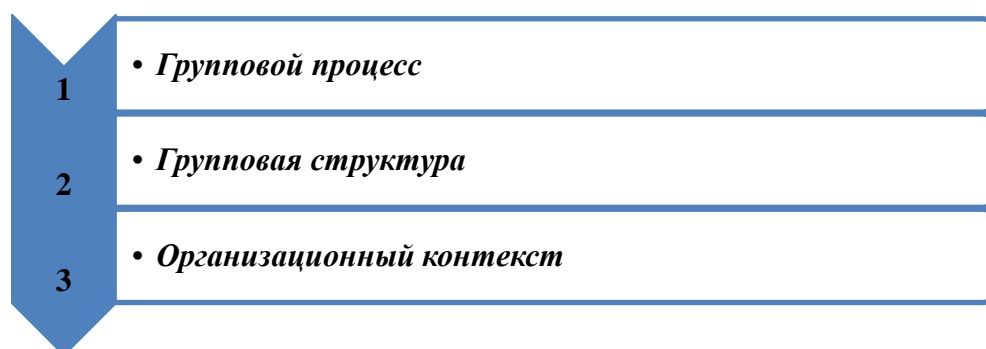 1
• Групповой процесс
2
• Групповая структура
3
• Организационный контекст